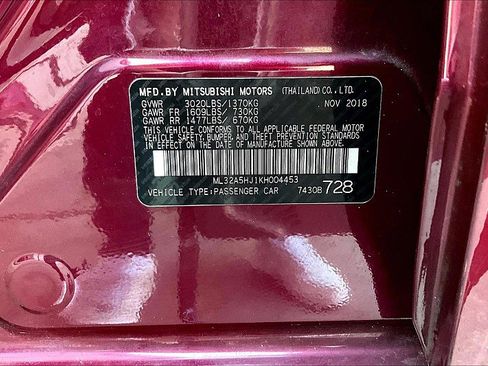 MFD.BY MITSUBISHI MOTORS (THAILAND) CO., LTD.
GVWR 3020LBS/1370KG NOV 2018
GAWR FR 1609LBS/ 730KG
GAWR RR 1477LBS/ 670KG
THIS VEHICLE CONFORMS TO ALL APPLICABLE FEDERAL MOTOR
VEHICLE SAFETY, BUMPER, AND THEFT PREVENTION STANDARDS
IN EFFECT ON THE DATE OF MANUFACTURE SHOWN ABOVE.
ML32A5HJ1KH004453
VEHICLE TYPE:PASSENGER CAR 7430B 728